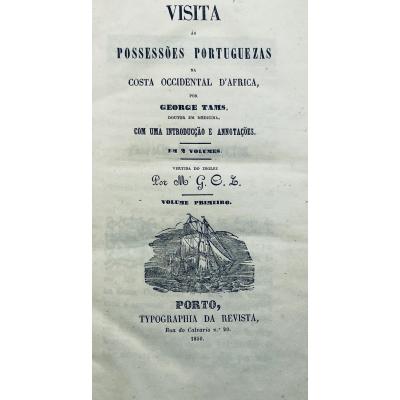 VISITA
ÁS
POSSESSÕES PORTUGUEZAS
NA
COSTA OCCIDENTAL D'AFRICA,
POR
GEORGE TAMS,
DOUTOR EM MEDICINA,
COM UMA INTRODUCÇÃO E ANNOTAÇÕES.
EM 2 VOLUMES.
VERTIDA DO INGLEZ
Por M. G. C. L.
VOLUME PRIMEIRO.
PORTO,
TYPOGRAPHIA DA REVISTA,
Rua do Calvario n.º 20.
1850.